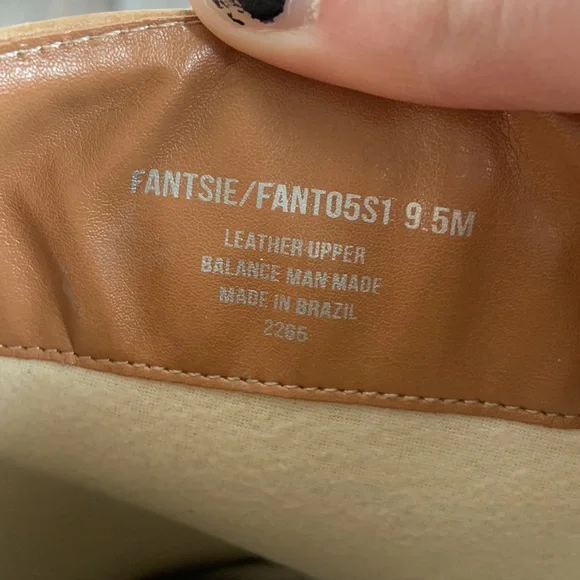 FANTSIE/FANT05S1 9.5M
LEATHER UPPER
BALANCE MAN MADE
MADE IN BRAZIL
2265